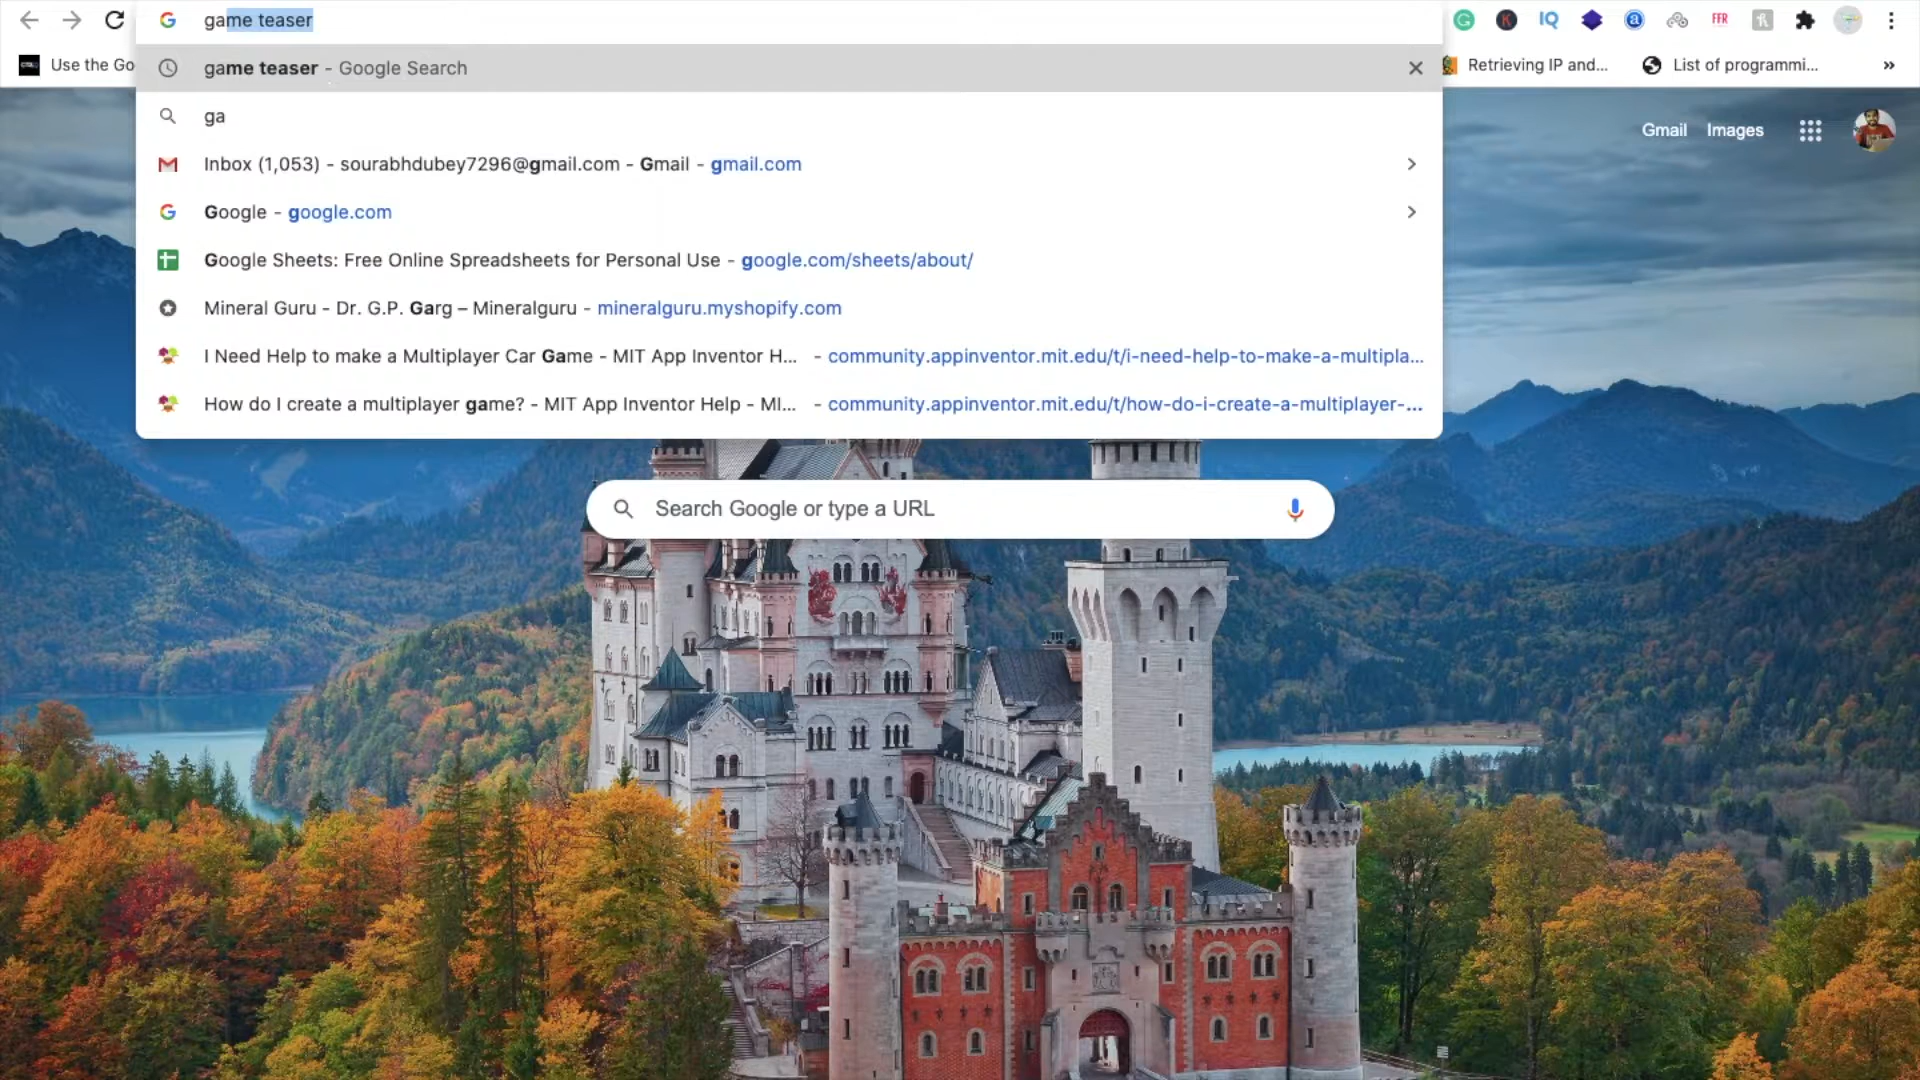 game teaser
Use the Go
game teaser - Google Search
Retrieving IP and...
List of programmi...
ga
Gmail Images
Inbox (1,053) - sourabhdubey7296@gmail.com - Gmail - gmail.com
Google - google.com
Google Sheets: Free Online Spreadsheets for Personal Use - google.com/sheets/about/
Mineral Guru - Dr. G.P. Garg – Mineralguru - mineralguru.myshopify.com
I Need Help to make a Multiplayer Car Game - MIT App Inventor H... - community.appinventor.mit.edu/t/i-need-help-to-make-a-multipla...
How do I create a multiplayer game? - MIT App Inventor Help - MI... - community.appinventor.mit.edu/t/how-do-i-create-a-multiplayer-...
Search Google or type a URL